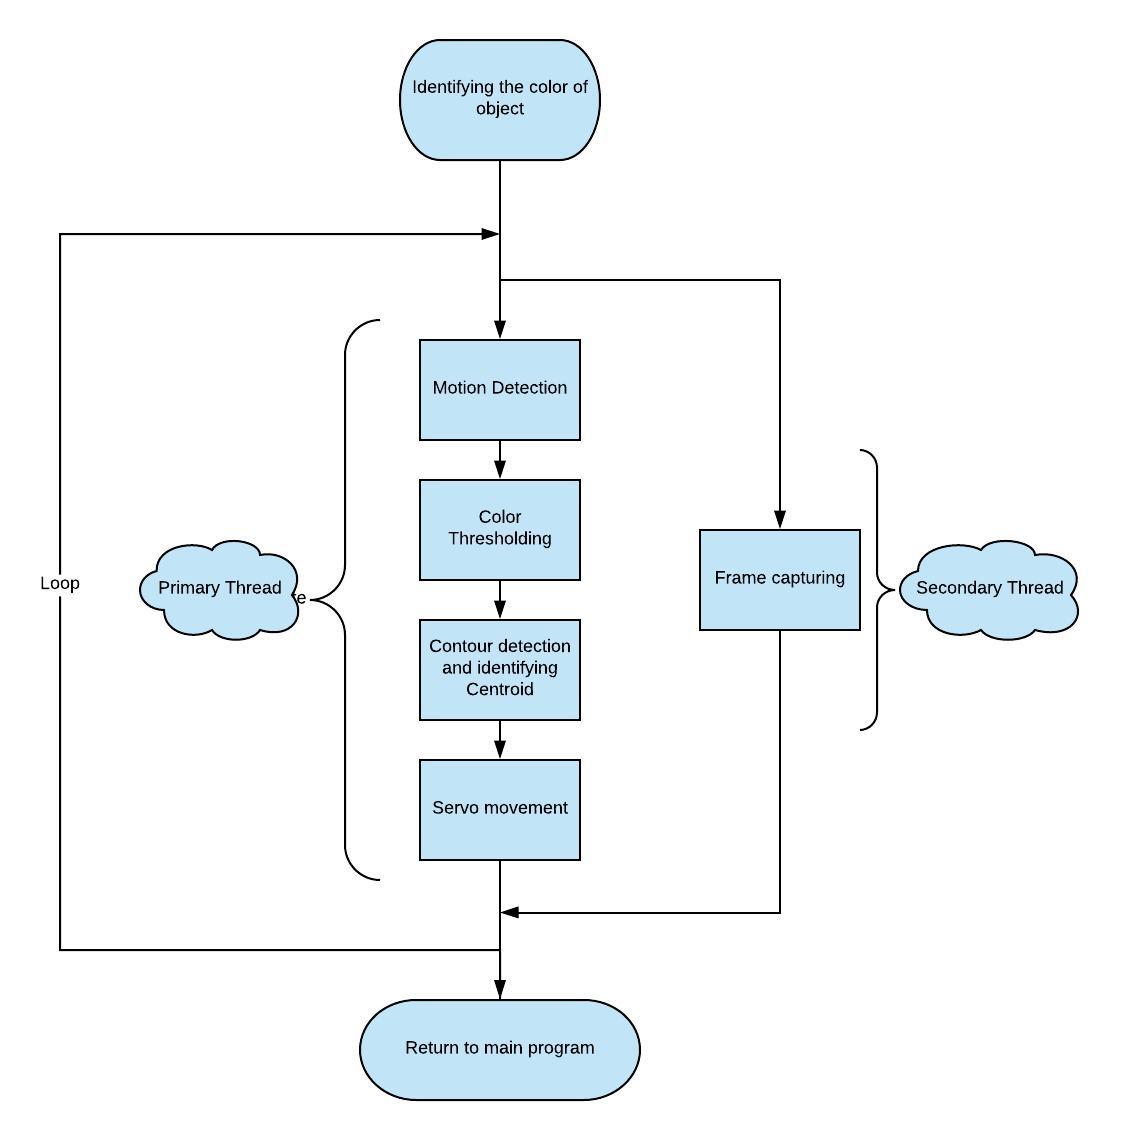 Identifying the color of
object
Motion Detection
Color
Thresholding
Loop
Primary Thread
Frame capturing
Secondary Thread
Contour detection
and identifying
Centroid
Servo movement
Return to main program